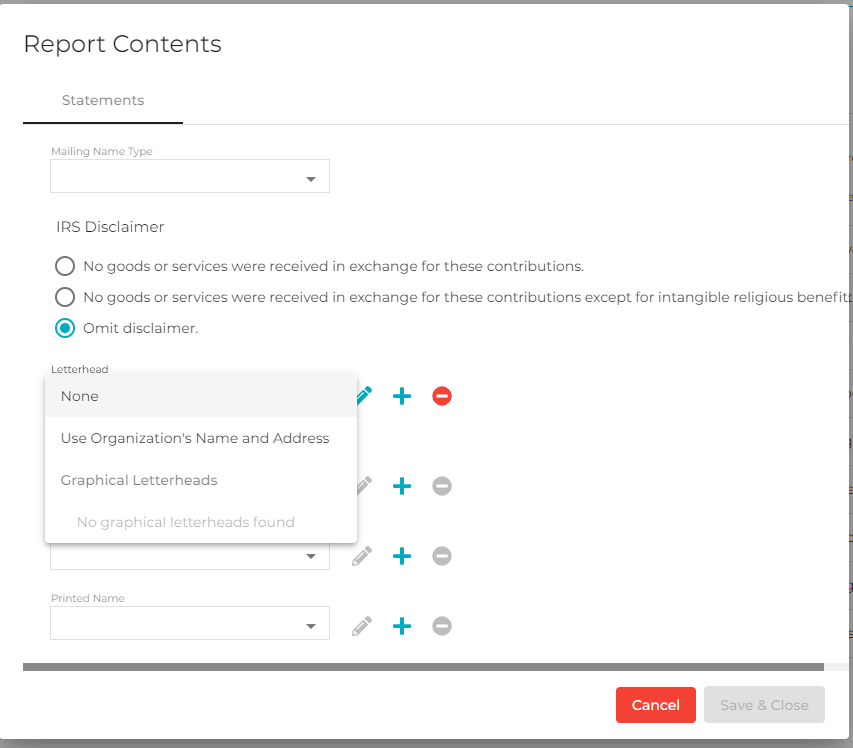 Report Contents
Statements
Mailing Name Type
IRS Disclaimer
No goods or services were received in exchange for these contributions.
No goods or services were received in exchange for these contributions except for intangible religious benefit
Omit disclaimer.
Letterhead
None
Use Organization's Name and Address
Graphical Letterheads
No graphical letterheads found
Printed Name
Cancel
Save & Close